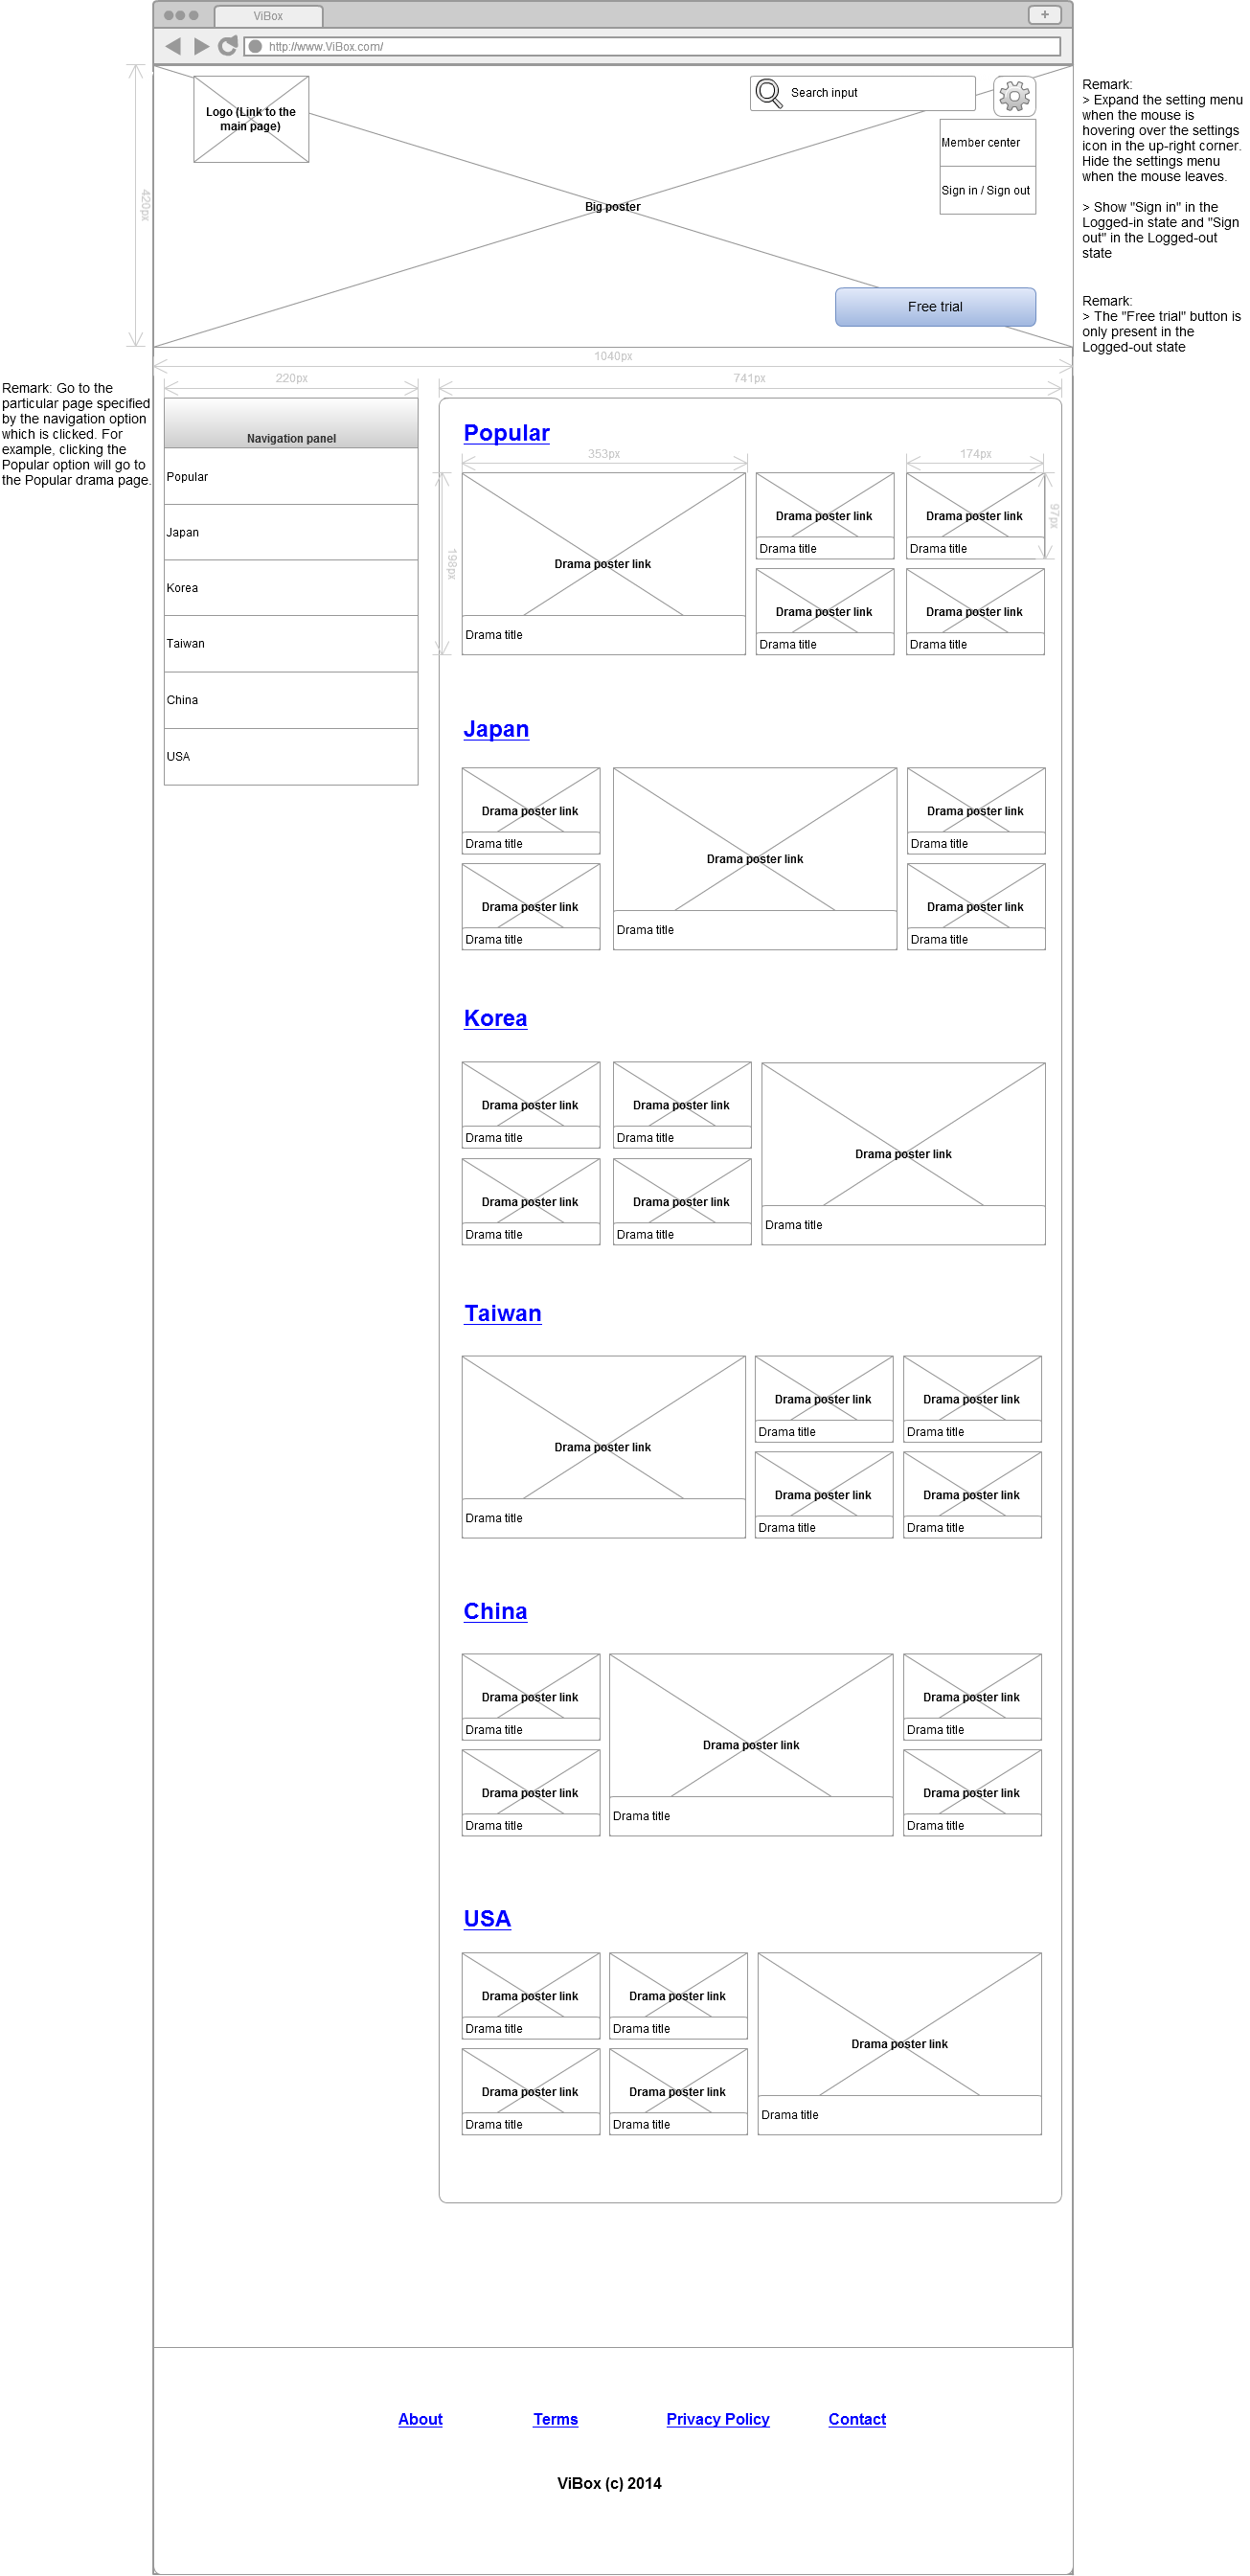 ViBox
+
http://www.ViBox.com/
Logo (Link to the
main page)
Search input
Member center
Sign in / Sign out
Big poster
Free trial
420px
Remark:
> Expand the setting menu
when the mouse is
hovering over the settings
icon in the up-right corner.
Hide the settings menu
when the mouse leaves.
> Show "Sign in" in the
Logged-in state and "Sign
out" in the Logged-out
state
Remark:
> The "Free trial" button is
only present in the
Logged-out state
1040px
220px
741px
Remark: Go to the
particular page specified
by the navigation option
which is clicked. For
example, clicking the
Popular option will go to
the Popular drama page.
Navigation panel
Popular
Japan
Korea
Taiwan
China
USA
Popular
353px
174px
198px
97px
Drama poster link
Drama title
Drama poster link
Drama title
Drama poster link
Drama title
Drama poster link
Drama title
Drama poster link
Drama title
Japan
Drama poster link
Drama title
Drama poster link
Drama title
Drama poster link
Drama title
Drama poster link
Drama title
Drama poster link
Drama title
Korea
Drama poster link
Drama title
Drama poster link
Drama title
Drama poster link
Drama title
Drama poster link
Drama title
Drama poster link
Drama title
Taiwan
Drama poster link
Drama title
Drama poster link
Drama title
Drama poster link
Drama title
Drama poster link
Drama title
Drama poster link
Drama title
China
Drama poster link
Drama title
Drama poster link
Drama title
Drama poster link
Drama title
Drama poster link
Drama title
Drama poster link
Drama title
USA
Drama poster link
Drama title
Drama poster link
Drama title
Drama poster link
Drama title
Drama poster link
Drama title
Drama poster link
Drama title
About
Terms
Privacy Policy
Contact
ViBox (c) 2014